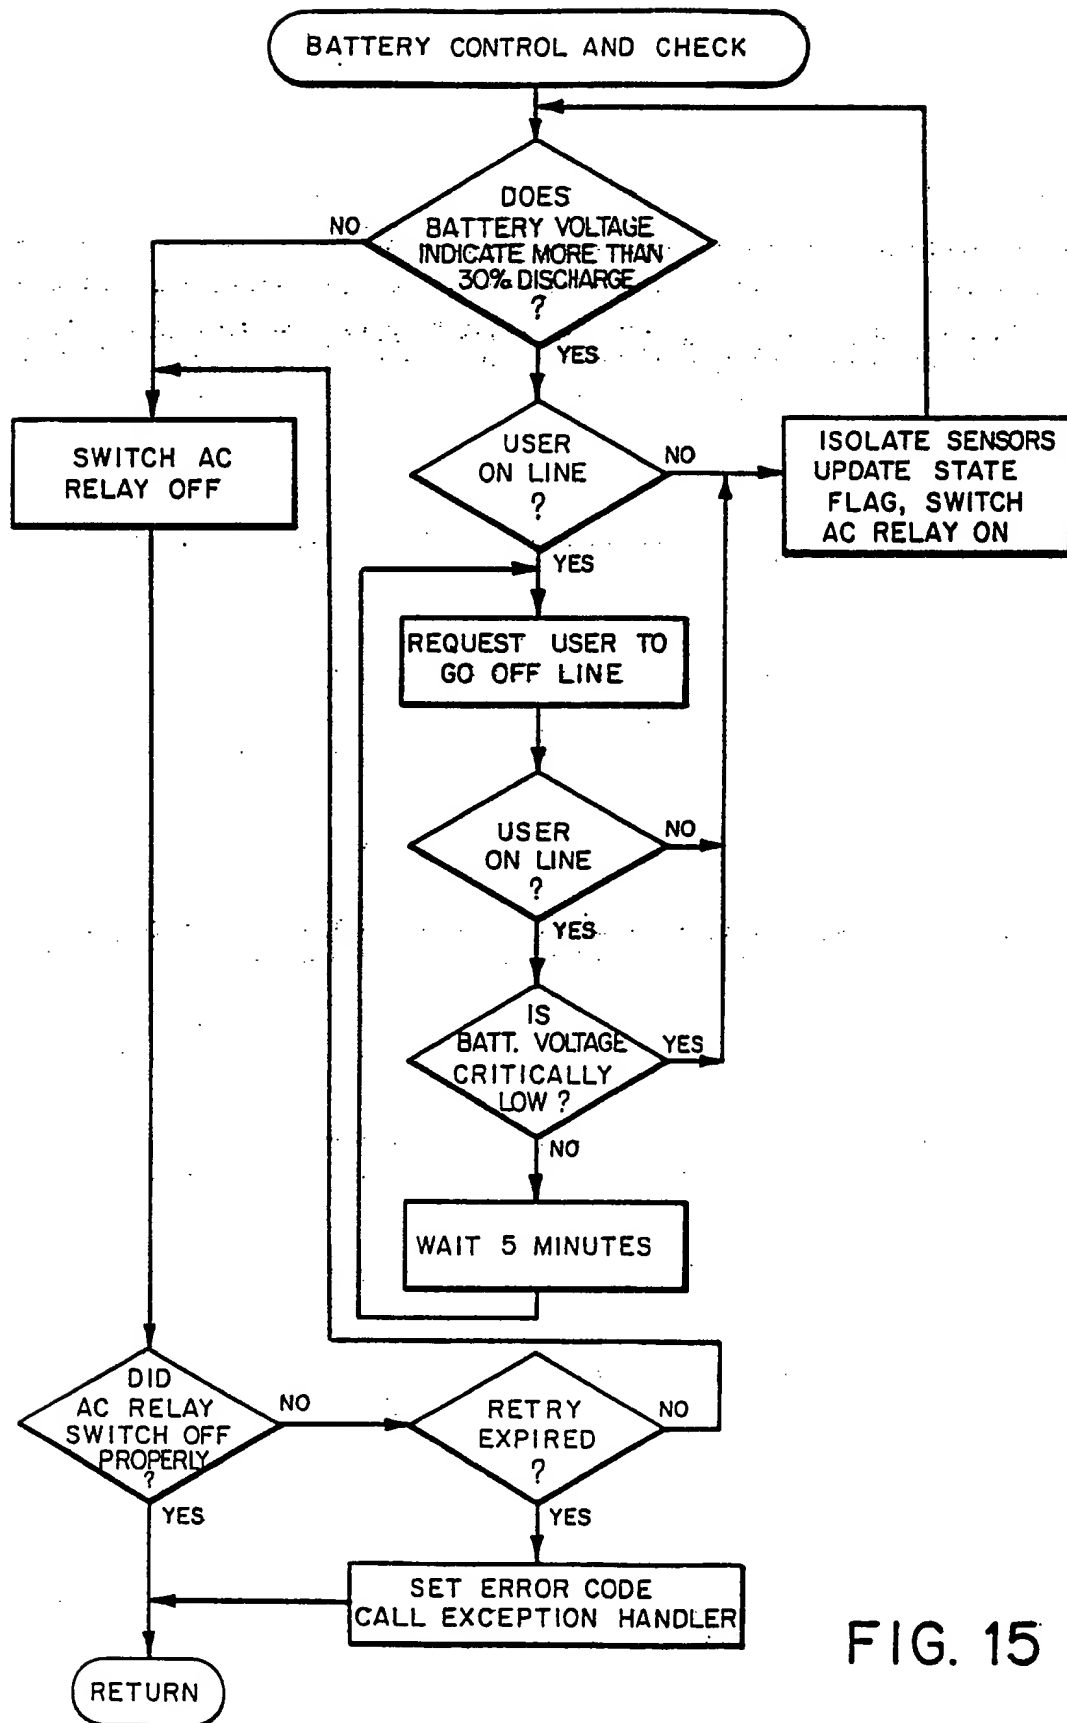 BATTERY CONTROL AND CHECK
DOES
BATTERY VOLTAGE
INDICATE MORE THAN
30% DISCHARGE
?
NO
YES
SWITCH AC
RELAY OFF
USER
ON LINE
?
NO
YES
ISOLATE SENSORS
UPDATE STATE
FLAG, SWITCH
AC RELAY ON
REQUEST USER TO
GO OFF LINE
USER
ON LINE
?
NO
YES
IS
BATT. VOLTAGE
CRITICALLY
LOW ?
YES
NO
WAIT 5 MINUTES
DID
AC RELAY
SWITCH OFF
PROPERLY
?
NO
YES
RETRY
EXPIRED
?
NO
YES
SET ERROR CODE
CALL EXCEPTION HANDLER
RETURN
FIG. 15